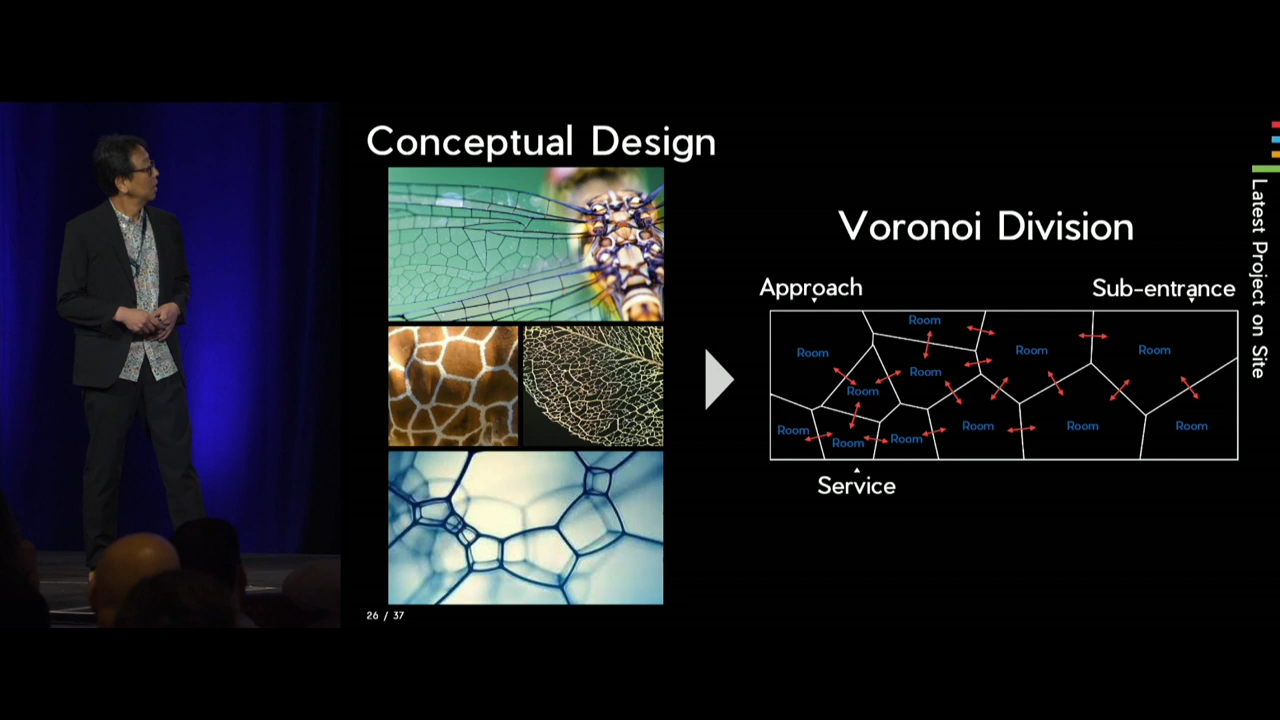 Conceptual Design
Voronoi Division
Approach
Sub-entrance
Room
Room
Room
Room
Room
Room
Room
Room
Room
Room
Room
Room
Service
Latest Project on Site
26 / 37